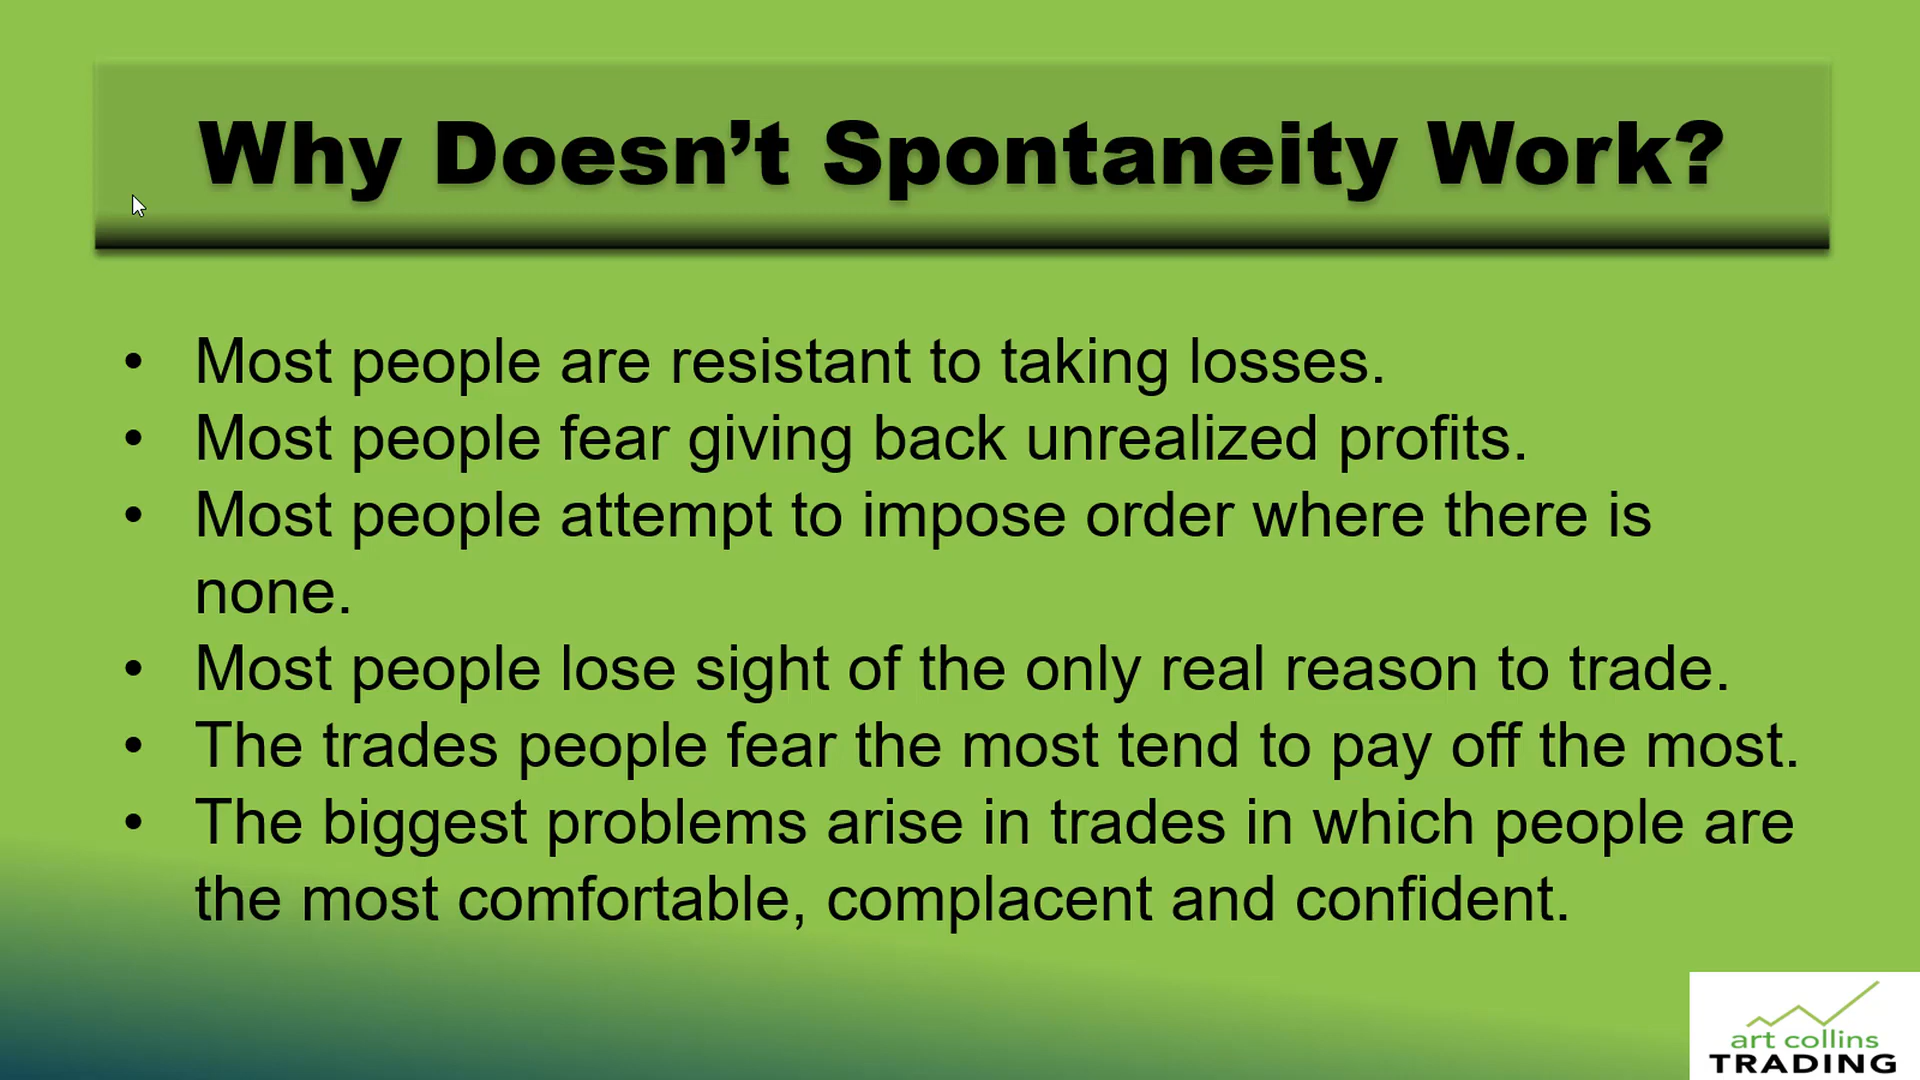 Why Doesn’t Spontaneity Work?
• Most people are resistant to taking losses.
• Most people fear giving back unrealized profits.
• Most people attempt to impose order where there is
none.
• Most people lose sight of the only real reason to trade.
• The trades people fear the most tend to pay off the most.
• The biggest problems arise in trades in which people are
the most comfortable, complacent and confident.
art collins
TRADING